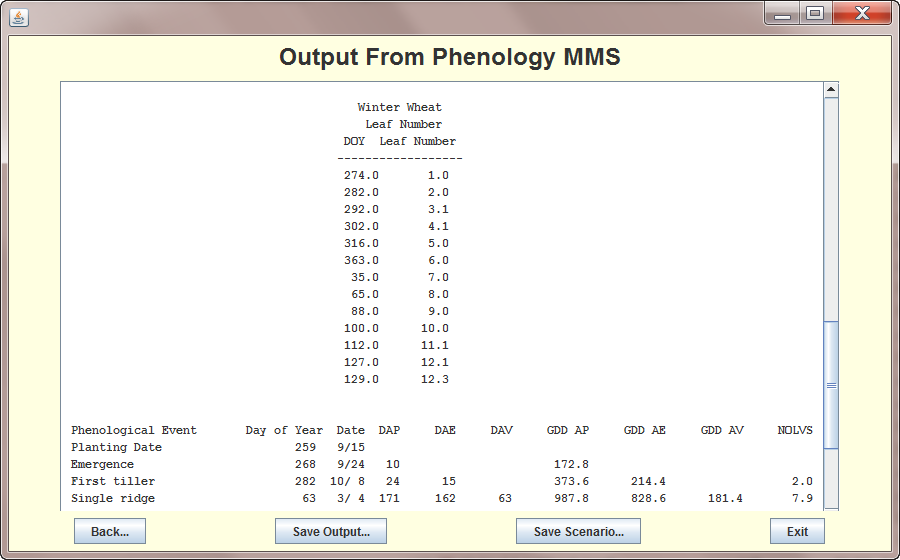 Output From Phenology MMS
Winter Wheat
Leaf Number
DOY Leaf Number
-------------------
274.0 1.0
282.0 2.0
292.0 3.1
302.0 4.1
316.0 5.0
363.0 6.0
35.0 7.0
65.0 8.0
88.0 9.0
100.0 10.0
112.0 11.1
127.0 12.1
129.0 12.3
Phenological Event Day of Year Date DAP DAE DAV GDD AP GDD AE GDD AV NOLVS
Planting Date 259 9/15
Emergence 268 9/24 10 172.8
First tiller 282 10/ 8 24 15 373.6 214.4 2.0
Single ridge 63 3/ 4 171 162 63 987.8 828.6 181.4 7.9
Back... Save Output... Save Scenario... Exit